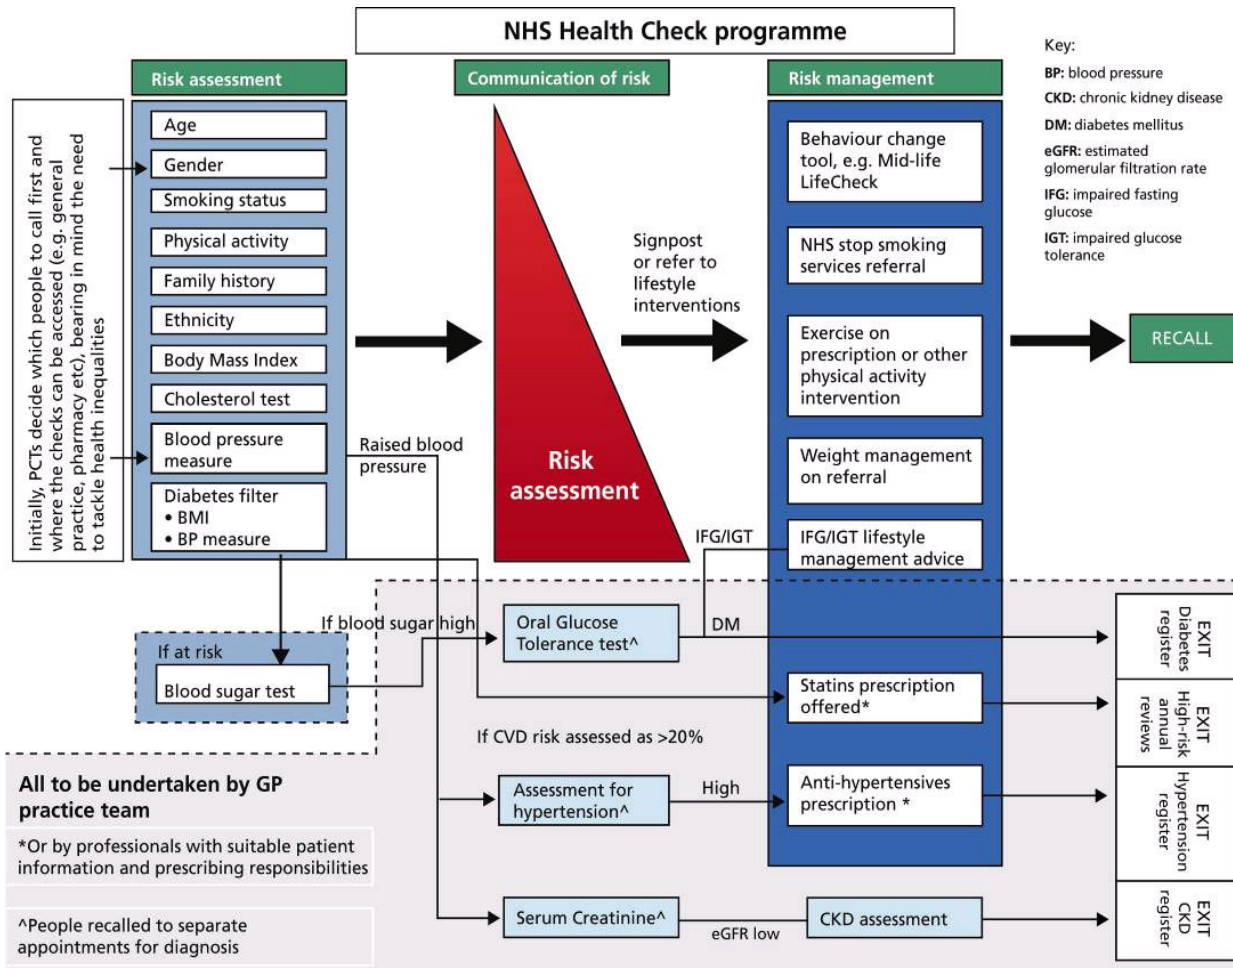 NHS Health Check programme
Risk assessment
Communication of risk
Risk management
Key:
BP: blood pressure
CKD: chronic kidney disease
DM: diabetes mellitus
eGFR: estimated
glomerular filtration rate
IFG: impaired fasting
glucose
IGT: impaired glucose
tolerance
Initially, PCTs decide which people to call first and
where the checks can be accessed (e.g. general
practice, pharmacy etc), bearing in mind the need
to tackle health inequalities
Age
Gender
Smoking status
Physical activity
Family history
Ethnicity
Body Mass Index
Cholesterol test
Blood pressure
measure
Diabetes filter
• BMI
• BP measure
Raised blood
pressure
Risk
assessment
Signpost
or refer to
lifestyle
interventions
Behaviour change
tool, e.g. Mid-life
LifeCheck
NHS stop smoking
services referral
Exercise on
prescription or other
physical activity
intervention
Weight management
on referral
IFG/IGT
IFG/IGT lifestyle
management advice
RECALL
If at risk
Blood sugar test
If blood sugar high
Oral Glucose
Tolerance test^
DM
EXIT
Diabetes
register
Statins prescription
offered*
EXIT
High-risk
annual
reviews
If CVD risk assessed as >20%
Assessment for
hypertension^
High
Anti-hypertensives
prescription *
EXIT
Hypertension
register
Serum Creatinine^
eGFR low
CKD assessment
EXIT
CKD
register
All to be undertaken by GP
practice team
*Or by professionals with suitable patient
information and prescribing responsibilities
^People recalled to separate
appointments for diagnosis